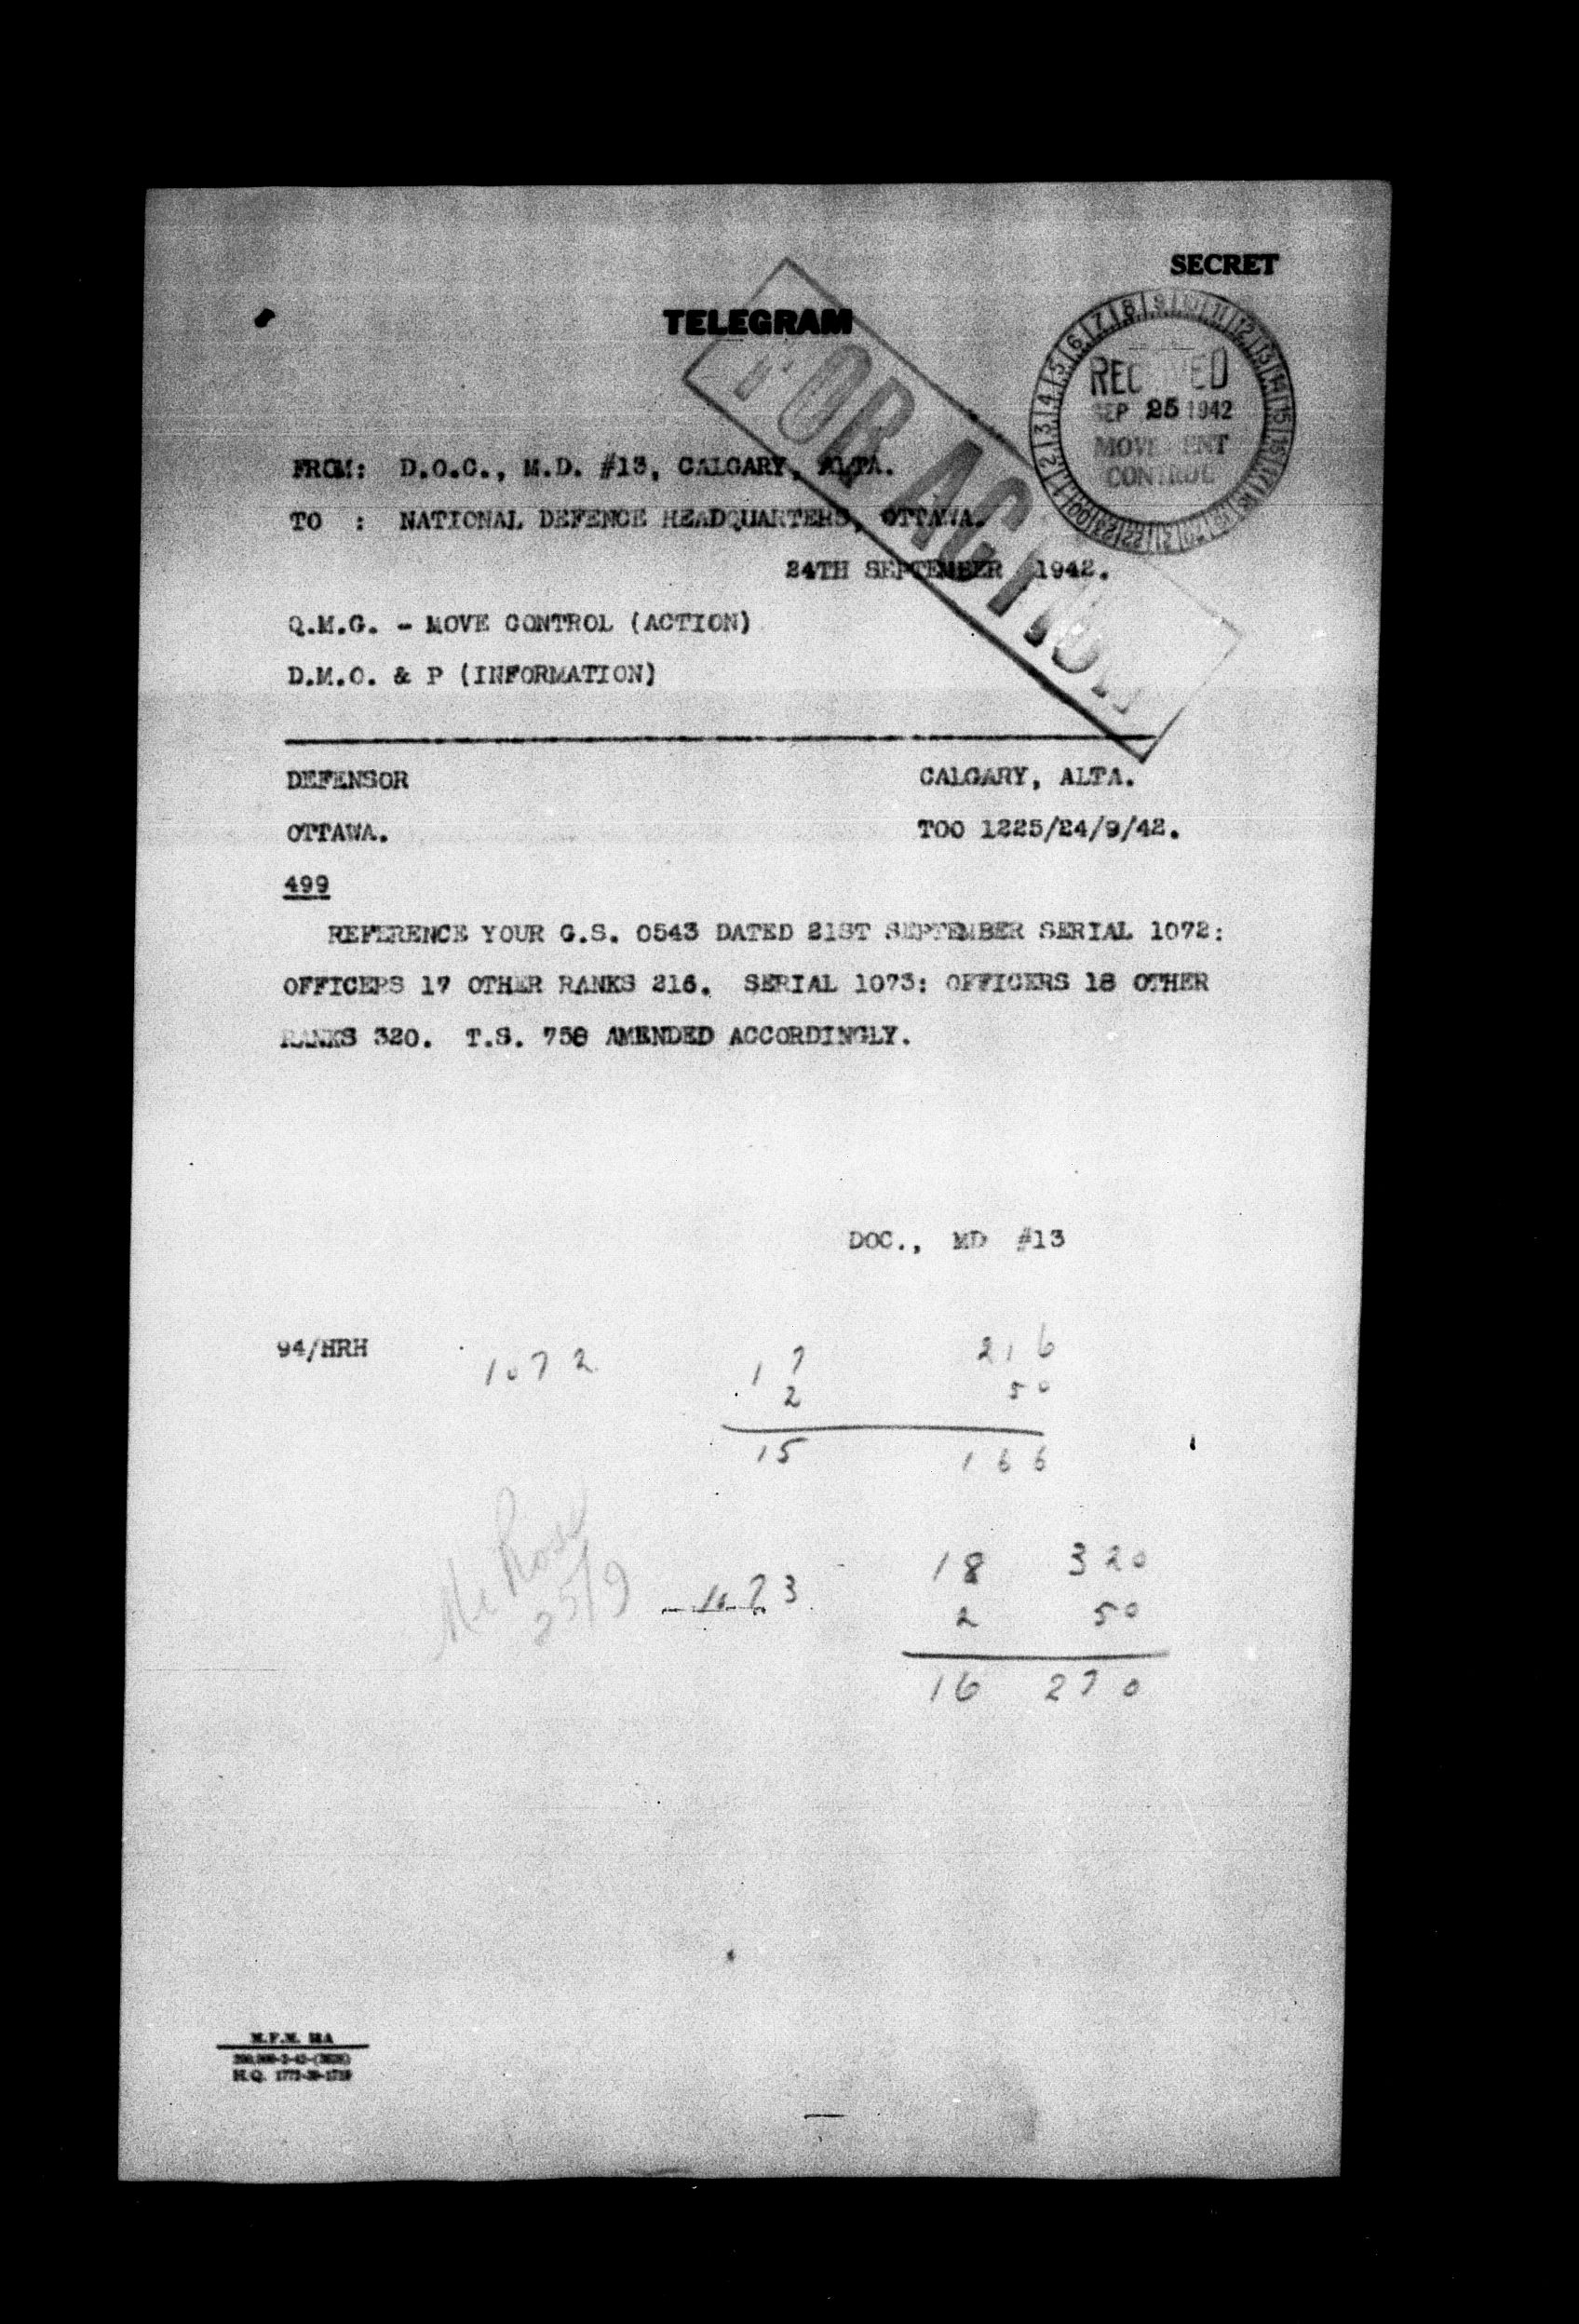 SECRET
TELEGRAM
FOR ACTION
RECEIVED
SEP 25 1942
MOVEMENT
CONTROL
FROM: D.O.C., M.D. #13, CALGARY, ALTA.
TO : NATIONAL DEFENCE HEADQUARTERS, OTTAWA.
24TH SEPTEMBER 1942.
Q.M.G. - MOVE CONTROL (ACTION)
D.M.O. & P (INFORMATION)
DEFENSOR CALGARY, ALTA.
OTTAWA. TOO 1225/24/9/42.
499
REFERENCE YOUR G.S. 0543 DATED 21ST SEPTEMBER SERIAL 1072:
OFFICERS 17 OTHER RANKS 216. SERIAL 1073: OFFICERS 18 OTHER
RANKS 320. T.S. 758 AMENDED ACCORDINGLY.
DOC., MD #13
94/HRH
1072 17 216
2 50
15 166
25/9
1073 18 320
2 50
16 270
M.F.M.
H.Q.